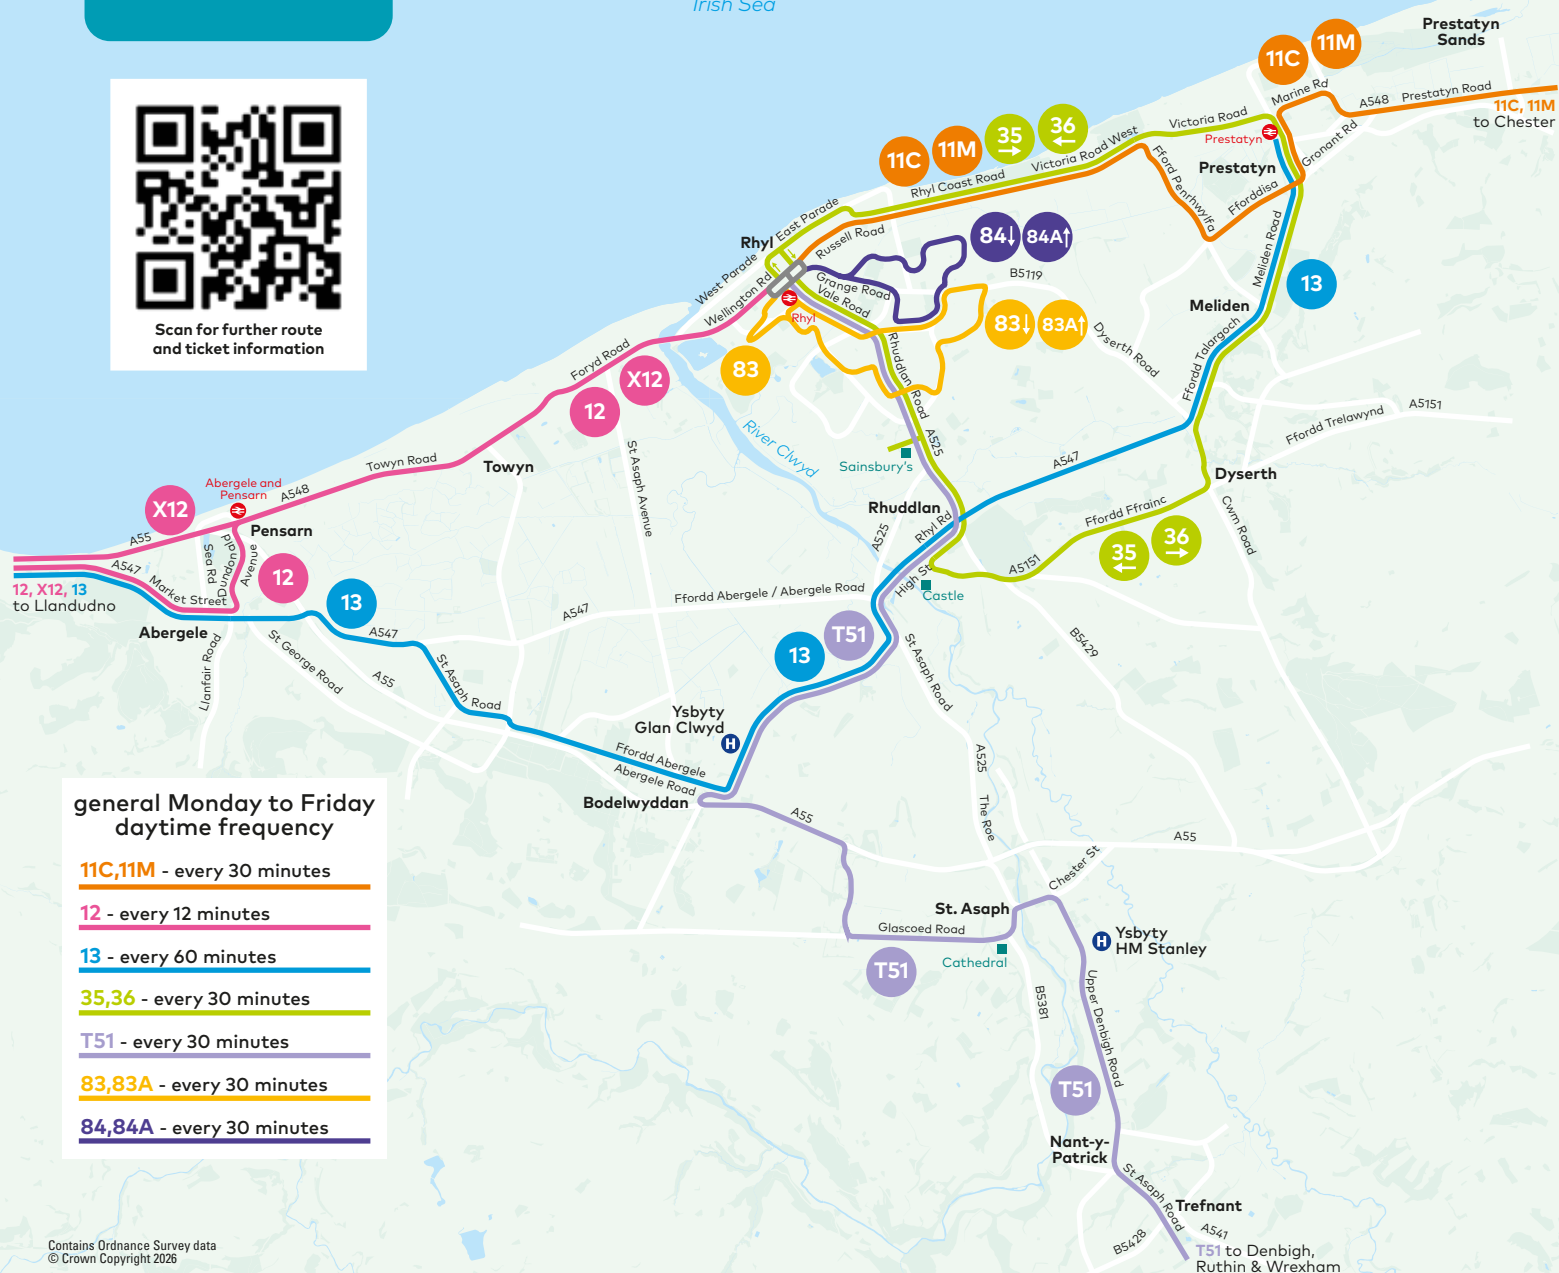 Irish Sea
Scan for further route
and ticket information
Prestatyn
Sands
11C
11M
Marine Rd
A548
Prestatyn Road
11C, 11M
to Chester
Gronant Rd
Victoria Road
Prestatyn
Prestatyn
Fforddisa
Fford Penrhwylfa
Victoria Road West
Rhyl Coast Road
11C
11M
35
36
East Parade
Rhyl
Russell Road
West Parade
Wellington Rd
Grange Road
Vale Road
Rhyl
84
84A
B5119
83
83A
83
Meliden Road
13
Meliden
Dyserth Road
Ffordd Talargoch
Rhuddlan Road
A525
Foryd Road
X12
12
River Clwyd
Sainsbury's
A547
A5151
Ffordd Trelawynd
Dyserth
Cwm Road
Ffordd Ffrainc
35
36
A5151
Rhuddlan
Rhyl Rd
A525
High St
Castle
Towyn
Towyn Road
A548
St Asaph Avenue
Abergele and
Pensarn
X12
Pensarn
A55
A547
Sea Rd
Dundonald
Avenue
Market Street
12
12, X12, 13
to Llandudno
Abergele
13
A547
A547
Ffordd Abergele / Abergele Road
T51
13
St Asaph Road
B5429
Llanfair Road
St George Road
A55
St Asaph Road
Ysbyty
Glan Clwyd
H
Ffordd Abergele
Abergele Road
Bodelwyddan
A55
A525
The Roe
A55
Chester St
St. Asaph
Glascoed Road
Cathedral
T51
H
Ysbyty
HM Stanley
B5381
Upper Denbigh Road
T51
Nant-y-
Patrick
St Asaph Road
Trefnant
A541
B5428
T51 to Denbigh,
Ruthin & Wrexham
general Monday to Friday
daytime frequency
11C,11M - every 30 minutes
12 - every 12 minutes
13 - every 60 minutes
35,36 - every 30 minutes
T51 - every 30 minutes
83,83A - every 30 minutes
84,84A - every 30 minutes
Contains Ordnance Survey data
© Crown Copyright 2026